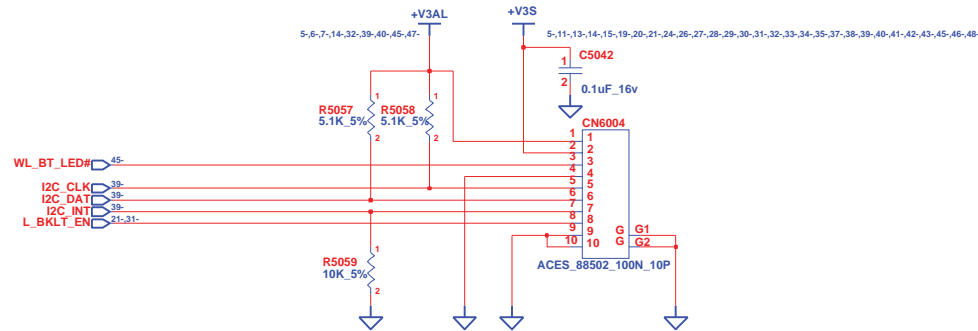 +V3AL
+V3S
5-,6-,7-,14-,32-,39-,40-,45-,47-
5-,11-,13-,14-,15-,19-,20-,21-,24-,26-,27-,28-,29-,30-,31-,32-,33-,34-,35-,37-,38-,39-,40-,41-,42-,43-,45-,46-,48-
C5042
1
2
0.1uF_16v
R5057
5.1K_5%
1
2
R5058
5.1K_5%
1
2
CN6004
1 1
2 2
3 3
4 4
5 5
6 6
7 7
8 8
9 9
10 10
G G1
G G2
ACES_88502_100N_10P
WL_BT_LED# 45-
I2C_CLK 39-
I2C_DAT 39-
I2C_INT 39-
L_BKLT_EN 21-,31-
R5059
10K_5%
1
2